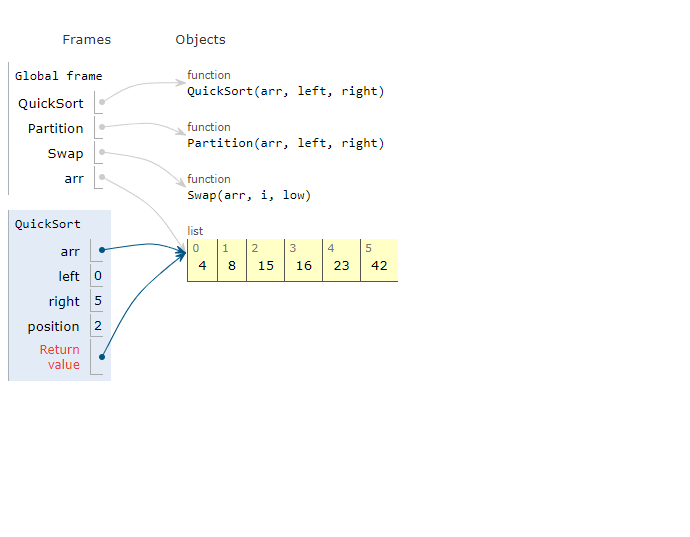 Frames
Objects
Global frame
QuickSort
Partition
Swap
arr
function
QuickSort(arr, left, right)
function
Partition(arr, left, right)
function
Swap(arr, i, low)
list
0 1 2 3 4 5
4 8 15 16 23 42
QuickSort
arr
left 0
right 5
position 2
Return
value